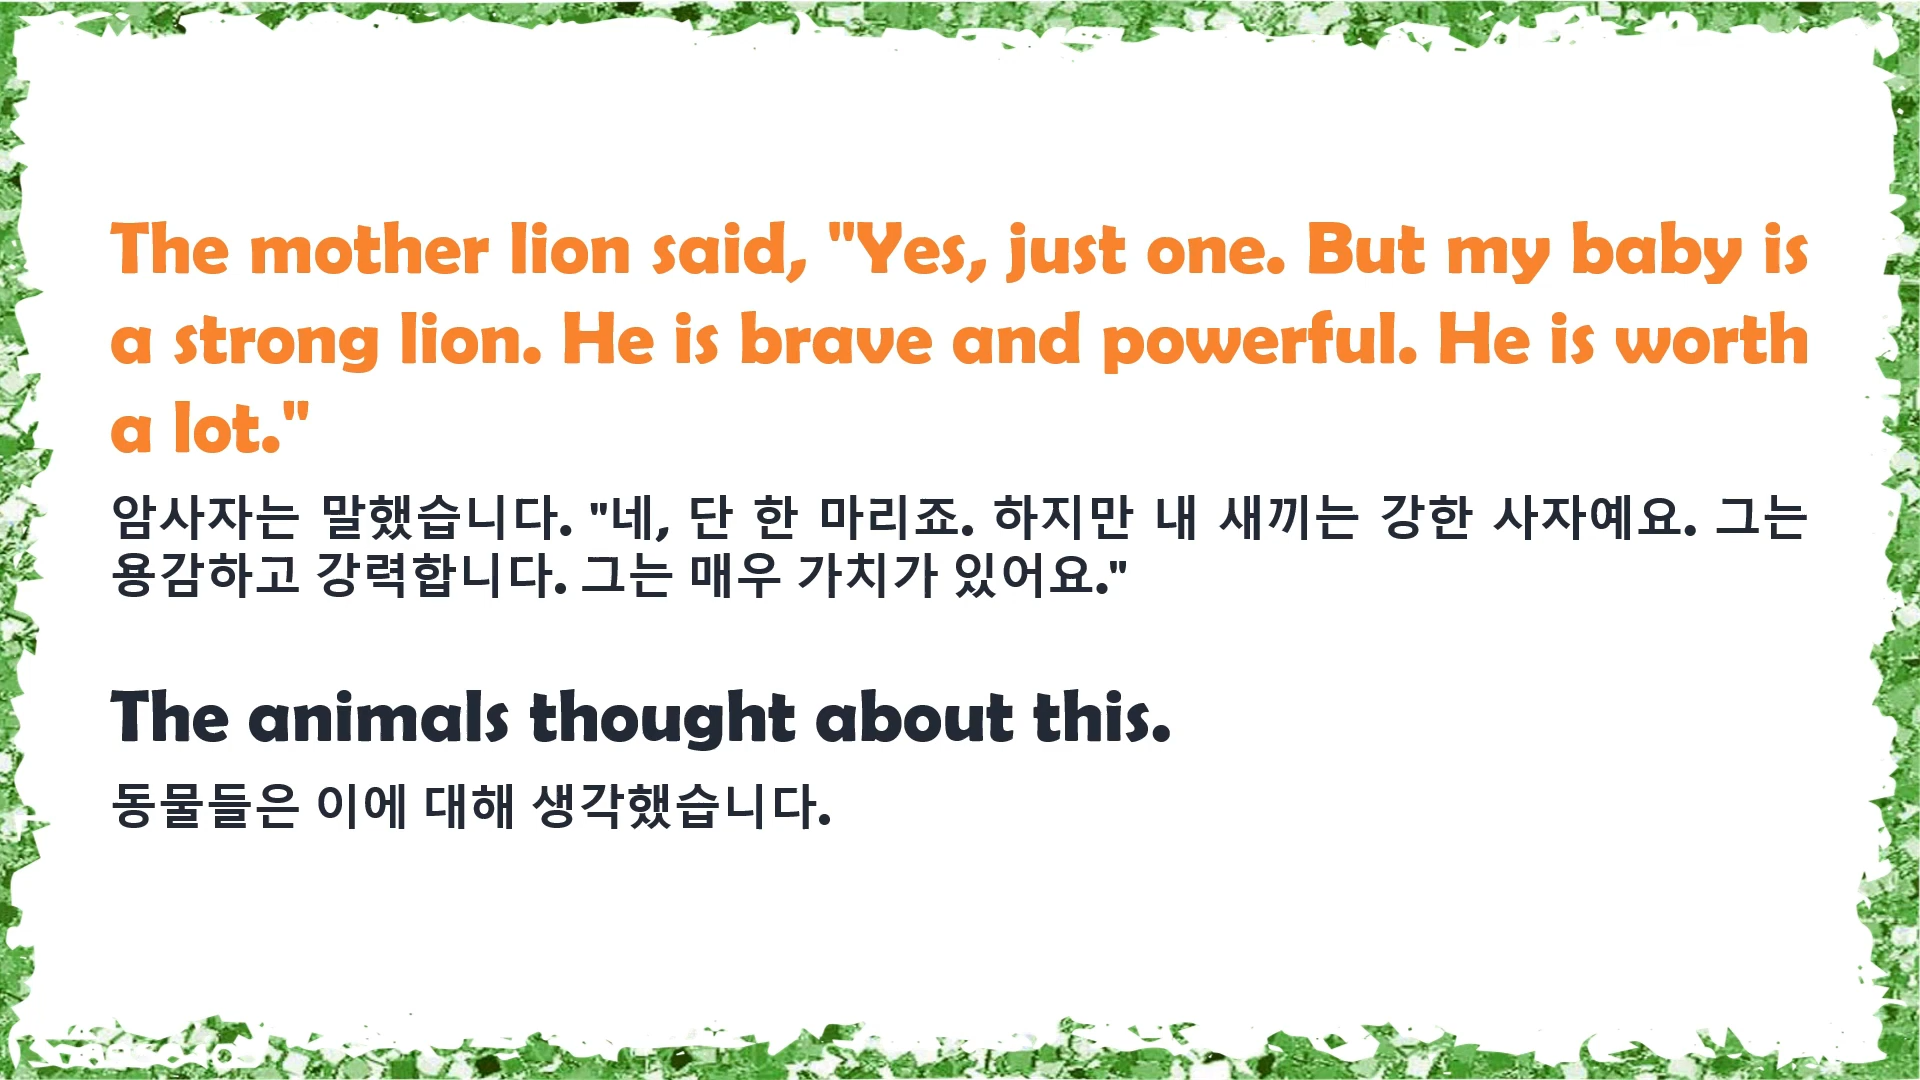 The mother lion said, "Yes, just one. But my baby is
a strong lion. He is brave and powerful. He is worth
a lot."
암사자는 말했습니다. "네, 단 한 마리죠. 하지만 내 새끼는 강한 사자예요. 그는
용감하고 강력합니다. 그는 매우 가치가 있어요."
The animals thought about this.
동물들은 이에 대해 생각했습니다.